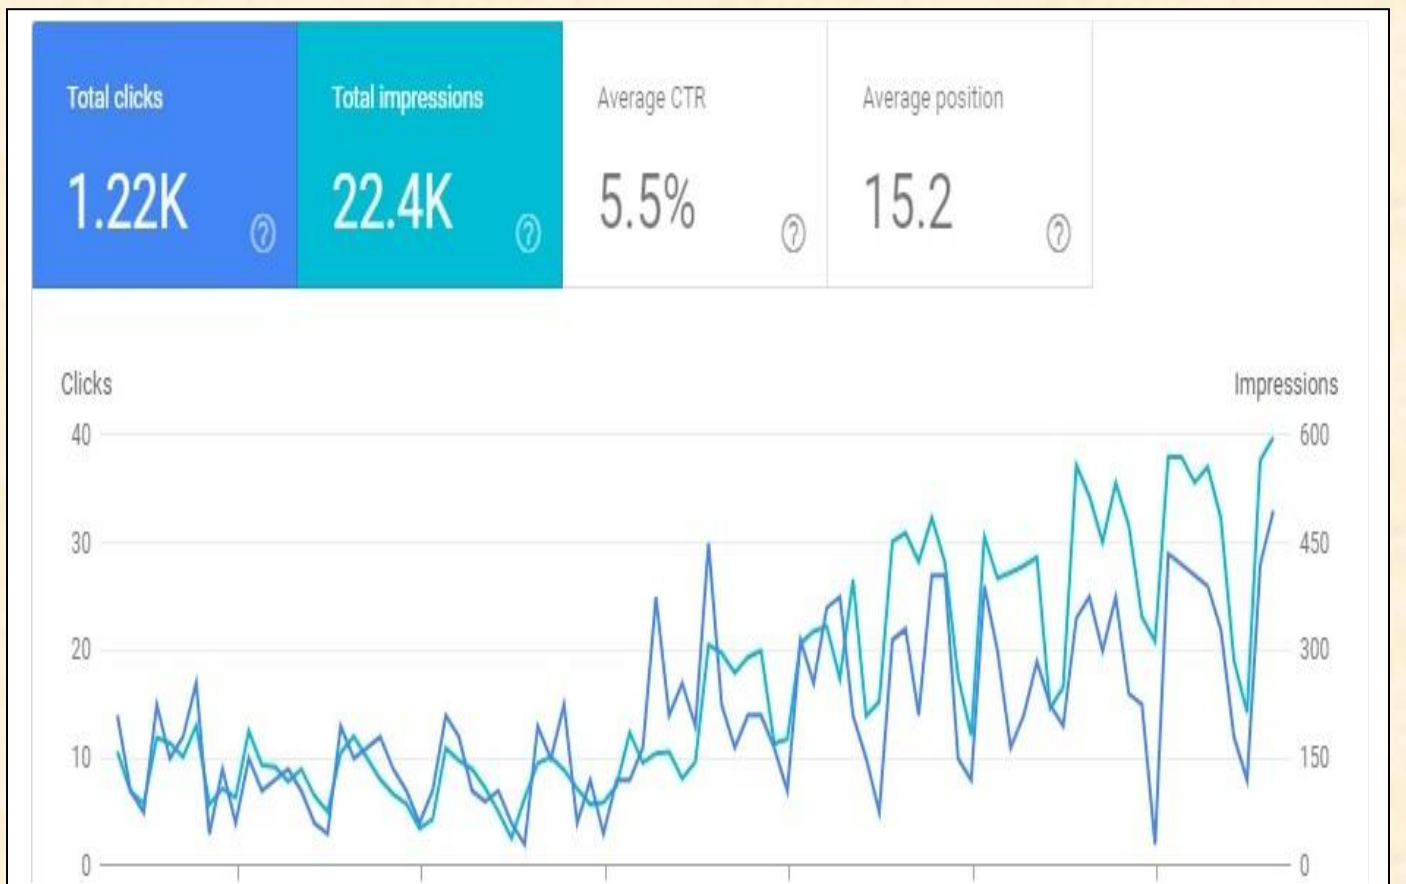 Total clicks Total impressions Average CTR Average position
1.22K ? 22.4K ? 5.5% ? 15.2 ?
Clicks Impressions
40 600
30 450
20 300
10 150
0 0